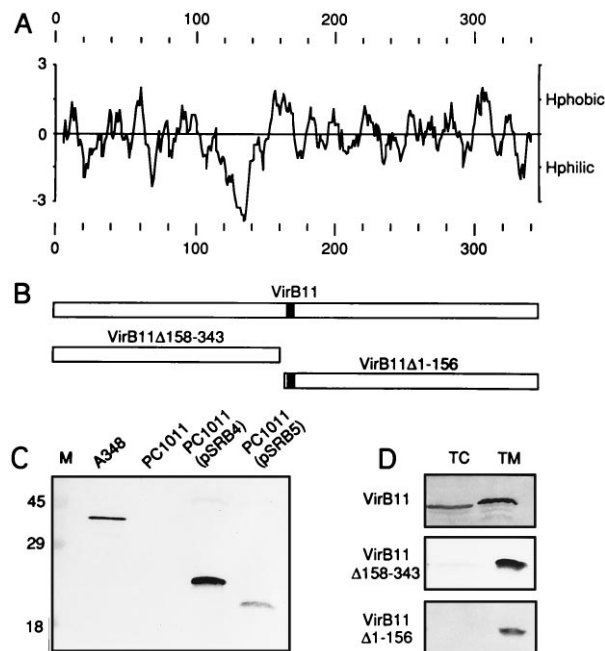 A
0 100 200 300
3
0
-3
Hphobic
Hphilic
0 100 200 300
B
VirB11
VirB11Δ158-343
VirB11Δ1-156
C
M A348 PC1011 PC1011 (pSRB4) PC1011 (pSRB5)
45
29
18
D
TC TM
VirB11
VirB11
Δ158-343
VirB11
Δ1-156